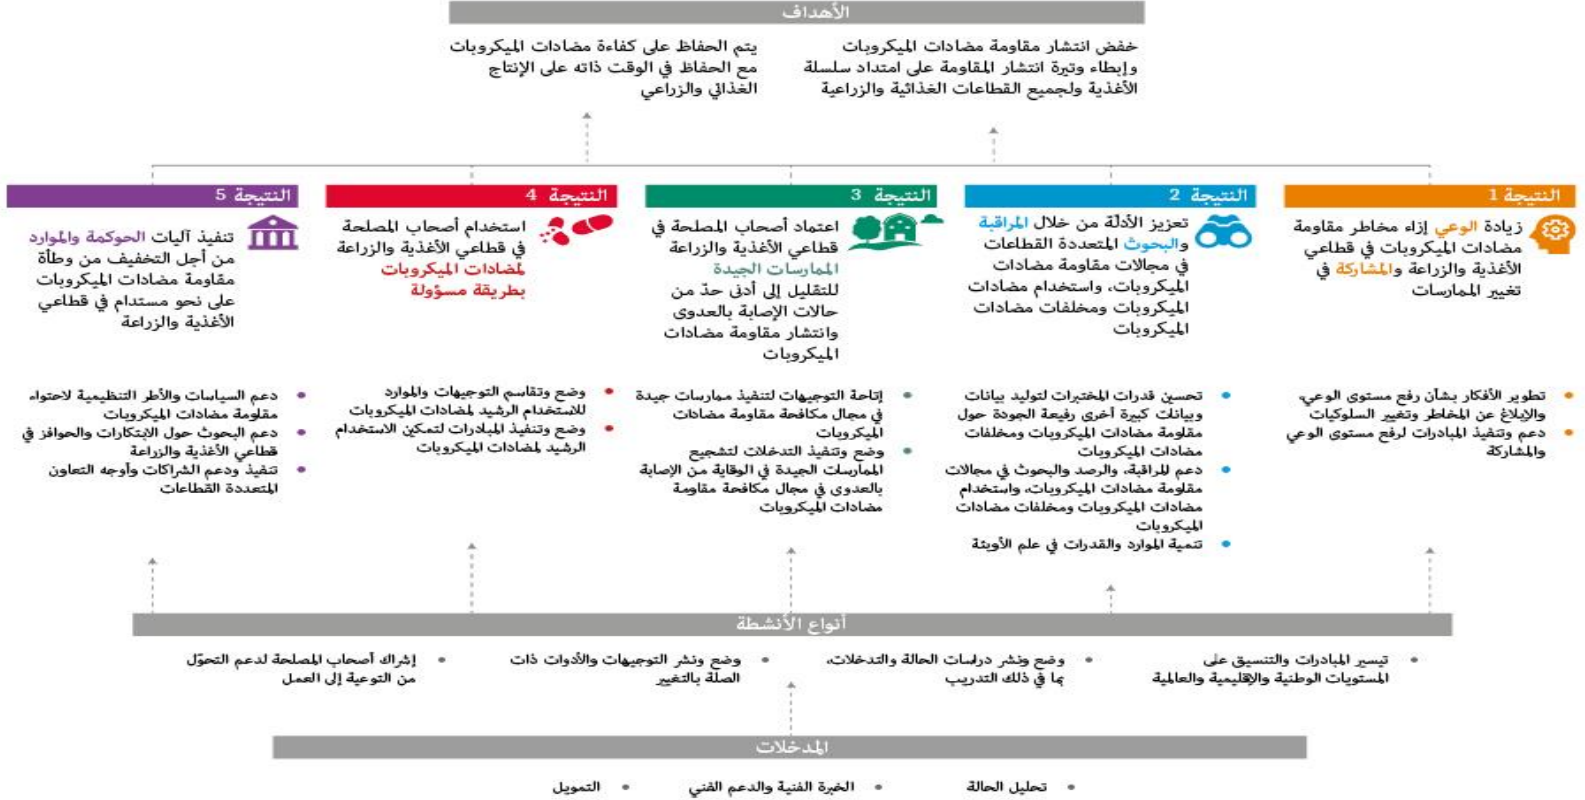 الأهداف
خفض انتشار مقاومة مضادات الميكروبات
وإبطاء وتيرة انتشار المقاومة على امتداد سلسلة
الأغذية ولجميع القطاعات الغذائية والزراعية
يتم الحفاظ على كفاءة مضادات الميكروبات
مع الحفاظ في الوقت ذاته على الإنتاج
الغذائي والزراعي
النتيجة 1
زيادة الوعي إزاء مخاطر مقاومة
مضادات الميكروبات في قطاعي
الأغذية والزراعة والمشاركة في
تغيير الممارسات
• تطوير الأفكار بشأن رفع مستوى الوعي،
والإبلاغ عن المخاطر وتغيير السلوكيات
• دعم وتنفيذ المبادرات لرفع مستوى الوعي
والمشاركة
النتيجة 2
تعزيز الأدلّة من خلال المراقبة
والبحوث المتعددة القطاعات
في مجالات مقاومة مضادات
الميكروبات، واستخدام مضادات
الميكروبات ومخلفات مضادات
الميكروبات
• تحسين قدرات المختبرات لتوليد بيانات
وبيانات كبيرة أخرى رفيعة الجودة حول
مقاومة مضادات الميكروبات ومخلفات
مضادات الميكروبات
• دعم المراقبة، والرصد والبحوث في مجالات
مقاومة مضادات الميكروبات، واستخدام
مضادات الميكروبات ومخلفات مضادات
الميكروبات
• تنمية الموارد والقدرات في علم الأوبئة
النتيجة 3
اعتماد أصحاب المصلحة في
قطاعي الأغذية والزراعة
الممارسات الجيدة
للتقليل إلى أدنى حدّ من
حالات الإصابة بالعدوى
وانتشار مقاومة مضادات
الميكروبات
• إتاحة التوجيهات لتنفيذ ممارسات جيدة
في مجال مكافحة مقاومة مضادات
الميكروبات
• وضع وتنفيذ التدخلات لتشجيع
الممارسات الجيدة في الوقاية من الإصابة
بالعدوى في مجال مكافحة مقاومة
مضادات الميكروبات
النتيجة 4
استخدام أصحاب المصلحة
في قطاعي الأغذية والزراعة
لمضادات الميكروبات
بطريقة مسؤولة
• وضع وتقاسم التوجيهات والموارد
للاستخدام الرشيد لمضادات الميكروبات
• وضع وتنفيذ المبادرات لتمكين الاستخدام
الرشيد لمضادات الميكروبات
النتيجة 5
تنفيذ آليات الحوكمة والموارد
من أجل التخفيف من وطأة
مقاومة مضادات الميكروبات
على نحو مستدام في قطاعي
الأغذية والزراعة
• دعم السياسات والأطر التنظيمية لاحتواء
مقاومة مضادات الميكروبات
• دعم البحوث حول الابتكارات والحوافز في
قطاعي الأغذية والزراعة
• تنفيذ ودعم الشراكات وأوجه التعاون
المتعددة القطاعات
أنواع الأنشطة
• تيسير المبادرات والتنسيق على
المستويات الوطنية والإقليمية والعالمية
• وضع ونشر دراسات الحالة والتدخلات،
بما في ذلك التدريب
• وضع ونشر التوجيهات والأدوات ذات
الصلة بالتغيير
• إشراك أصحاب المصلحة لدعم التحوّل
من التوعية إلى العمل
المدخلات
• تحليل الحالة
• الخبرة الفنية والدعم الفني
• التمويل